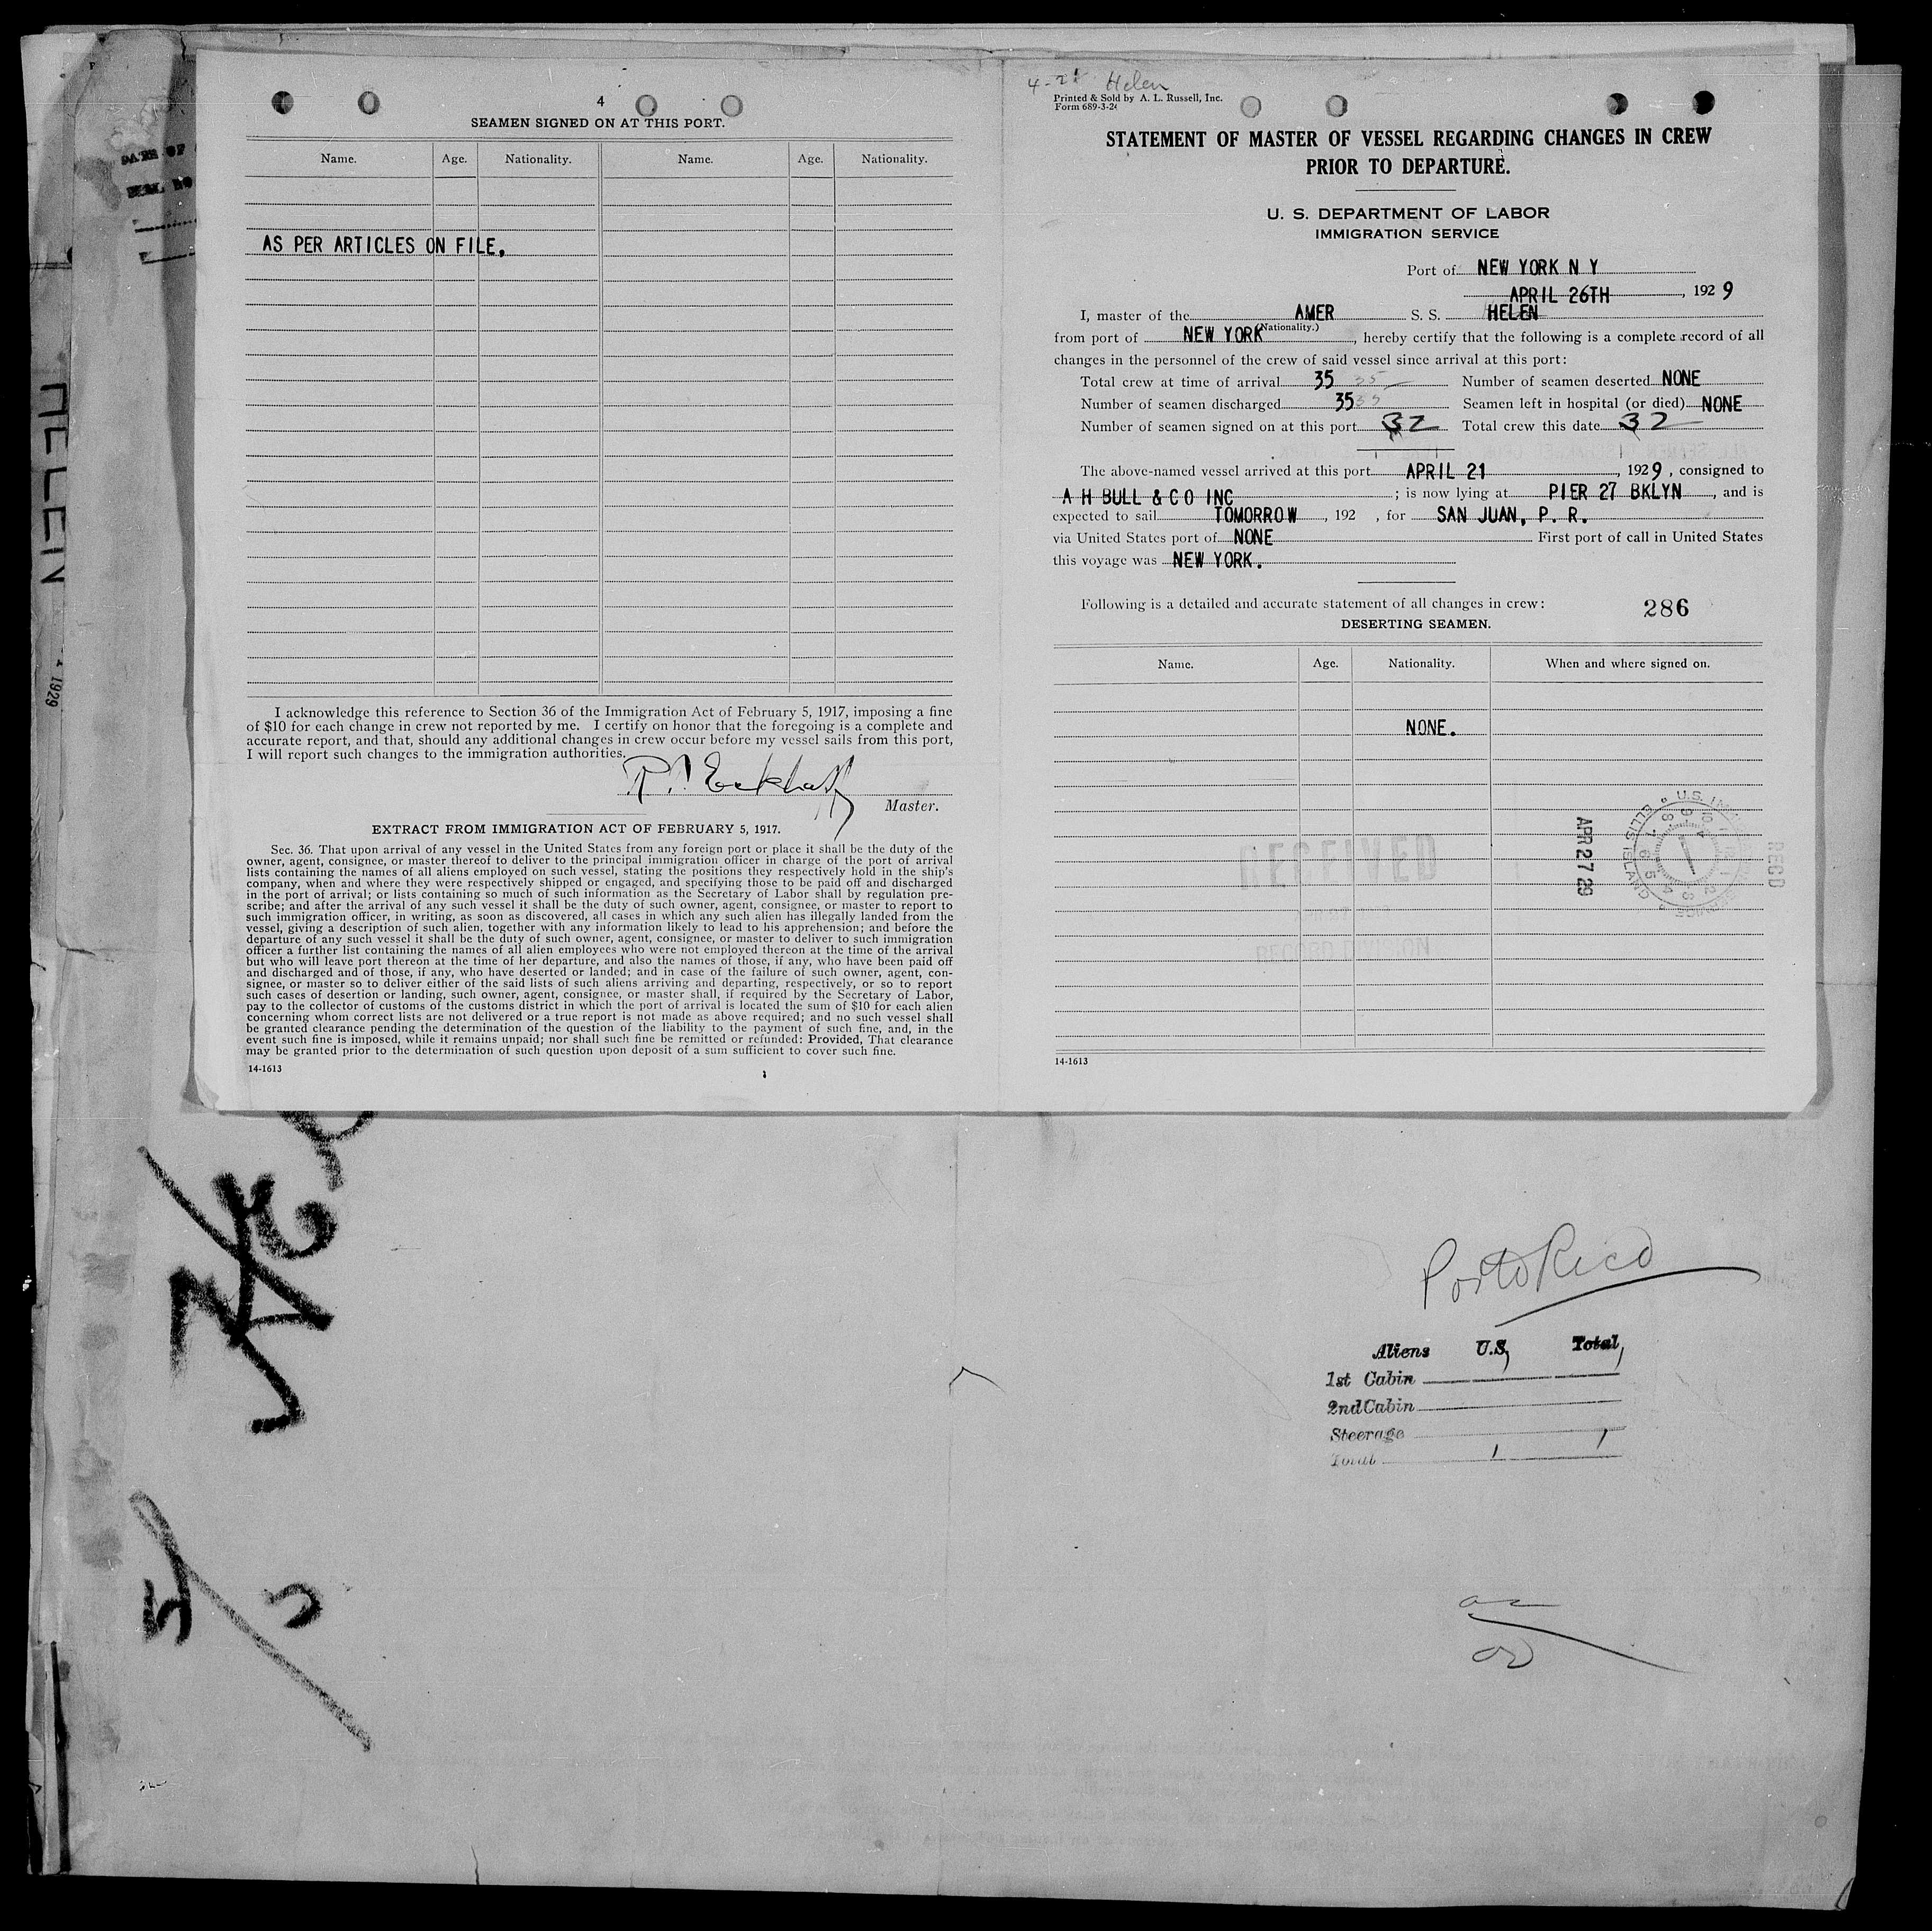 4
SEAMEN SIGNED ON AT THIS PORT.
Name. Age. Nationality. Name. Age. Nationality.
AS PER ARTICLES ON FILE.
I acknowledge this reference to Section 36 of the Immigration Act of February 5, 1917, imposing a fine
of $10 for each change in crew not reported by me. I certify on honor that the foregoing is a complete and
accurate report, and that, should any additional changes in crew occur before my vessel sails from this port,
I will report such changes to the immigration authorities.
Master.
EXTRACT FROM IMMIGRATION ACT OF FEBRUARY 5, 1917.
Sec. 36. That upon arrival of any vessel in the United States from any foreign port or place it shall be the duty of the
owner, agent, consignee, or master thereof to deliver to the principal immigration officer in charge of the port of arrival
lists containing the names of all aliens employed on such vessel, stating the positions they respectively hold in the ship's
company, when and where they were respectively shipped or engaged, and specifying those to be paid off and discharged
in the port of arrival; or lists containing so much of such information as the Secretary of Labor shall by regulation pre-
scribe; and after the arrival of any such vessel it shall be the duty of such owner, agent, consignee, or master to report to
such immigration officer, in writing, as soon as discovered, all cases in which any such alien has illegally landed from the
vessel, giving a description of such alien, together with any information likely to lead to his apprehension; and before the
departure of any such vessel it shall be the duty of such owner, agent, consignee, or master to deliver to such immigration
officer a further list containing the names of all alien employees who were not employed thereon at the time of the arrival
but who will leave port thereon at the time of her departure, and also the names of those, if any, who have been paid off
and discharged and of those, if any, who have deserted or landed; and in case of the failure of such owner, agent, con-
signee, or master so to deliver either of the said lists of such aliens arriving and departing, respectively, or so to report
such cases of desertion or landing, such owner, agent, consignee, or master shall, if required by the Secretary of Labor,
pay to the collector of customs of the customs district in which the port of arrival is located the sum of $10 for each alien
concerning whom correct lists are not delivered or a true report is not made as above required; and no such vessel shall
be granted clearance pending the determination of the question of the liability to the payment of such fine, and, in the
event such fine is imposed, while it remains unpaid; nor shall such fine be remitted or refunded: Provided, That clearance
may be granted prior to the determination of such question upon deposit of a sum sufficient to cover such fine.
14-1613
Helen
Printed & Sold by A. L. Russell, Inc.
Form 689-3-24
STATEMENT OF MASTER OF VESSEL REGARDING CHANGES IN CREW
PRIOR TO DEPARTURE.
U. S. DEPARTMENT OF LABOR
IMMIGRATION SERVICE
Port of NEW YORK N Y
APRIL 26TH, 1929
I, master of the AMER S. S. HELEN
(Nationality.)
from port of NEW YORK, hereby certify that the following is a complete record of all
changes in the personnel of the crew of said vessel since arrival at this port:
Total crew at time of arrival 35 35 Number of seamen deserted NONE
Number of seamen discharged 35 35 Seamen left in hospital (or died) NONE
Number of seamen signed on at this port 32 Total crew this date 32
The above-named vessel arrived at this port APRIL 21, 1929, consigned to
A H BULL & CO INC; is now lying at PIER 27 BKLYN, and is
expected to sail TOMORROW, 192 , for SAN JUAN, P. R.
via United States port of NONE First port of call in United States
this voyage was NEW YORK.
Following is a detailed and accurate statement of all changes in crew:
286
DESERTING SEAMEN.
Name. Age. Nationality. When and where signed on.
NONE.
RECEIVED
APR 27 29
RECD
14-1613
1929
Porto Rico
Aliens U.S. Total
1st Cabin
2nd Cabin
Steerage
Total 1 1